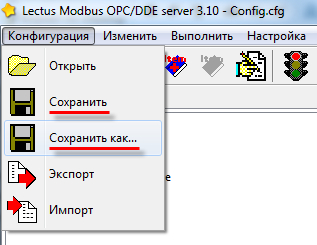 Lectus Modbus OPC/DDE server 3.10 - Config.cfg
Конфигурация Изменить Выполнить Настройка
Открыть
Сохранить
Сохранить как...
Экспорт
Импорт